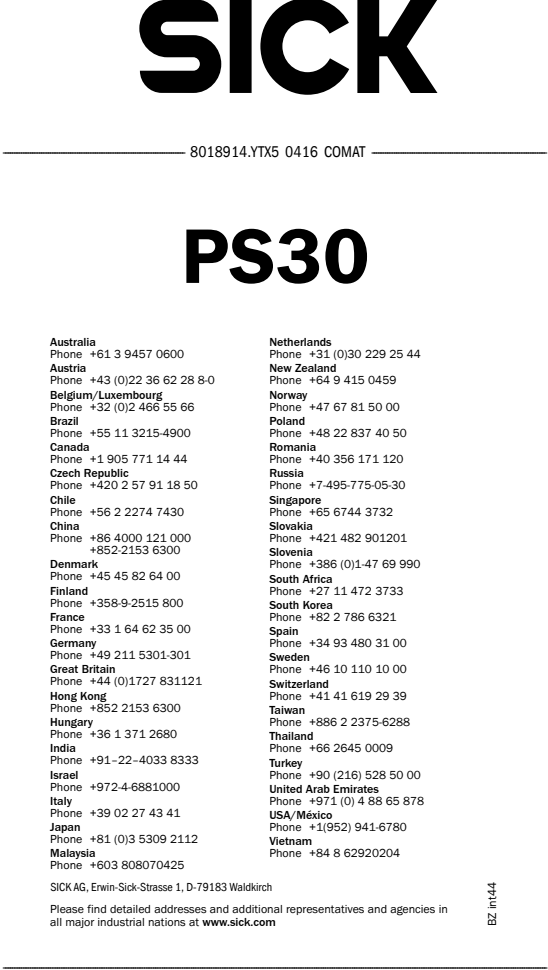 SICK
8018914.YTX5 0416 COMAT
PS30
Australia
Phone +61 3 9457 0600
Austria
Phone +43 (0)22 36 62 28 8-0
Belgium/Luxembourg
Phone +32 (0)2 466 55 66
Brazil
Phone +55 11 3215-4900
Canada
Phone +1 905 771 14 44
Czech Republic
Phone +420 2 57 91 18 50
Chile
Phone +56 2 2274 7430
China
Phone +86 4000 121 000
+852-2153 6300
Denmark
Phone +45 45 82 64 00
Finland
Phone +358-9-2515 800
France
Phone +33 1 64 62 35 00
Germany
Phone +49 211 5301-301
Great Britain
Phone +44 (0)1727 831121
Hong Kong
Phone +852 2153 6300
Hungary
Phone +36 1 371 2680
India
Phone +91–22–4033 8333
Israel
Phone +972-4-6881000
Italy
Phone +39 02 27 43 41
Japan
Phone +81 (0)3 5309 2112
Malaysia
Phone +603 808070425
Netherlands
Phone +31 (0)30 229 25 44
New Zealand
Phone +64 9 415 0459
Norway
Phone +47 67 81 50 00
Poland
Phone +48 22 837 40 50
Romania
Phone +40 356 171 120
Russia
Phone +7-495-775-05-30
Singapore
Phone +65 6744 3732
Slovakia
Phone +421 482 901201
Slovenia
Phone +386 (0)1-47 69 990
South Africa
Phone +27 11 472 3733
South Korea
Phone +82 2 786 6321
Spain
Phone +34 93 480 31 00
Sweden
Phone +46 10 110 10 00
Switzerland
Phone +41 41 619 29 39
Taiwan
Phone +886 2 2375-6288
Thailand
Phone +66 2645 0009
Turkey
Phone +90 (216) 528 50 00
United Arab Emirates
Phone +971 (0) 4 88 65 878
USA/México
Phone +1(952) 941-6780
Vietnam
Phone +84 8 62920204
SICK AG, Erwin-Sick-Strasse 1, D-79183 Waldkirch
Please find detailed addresses and additional representatives and agencies in
all major industrial nations at www.sick.com
BZ int44